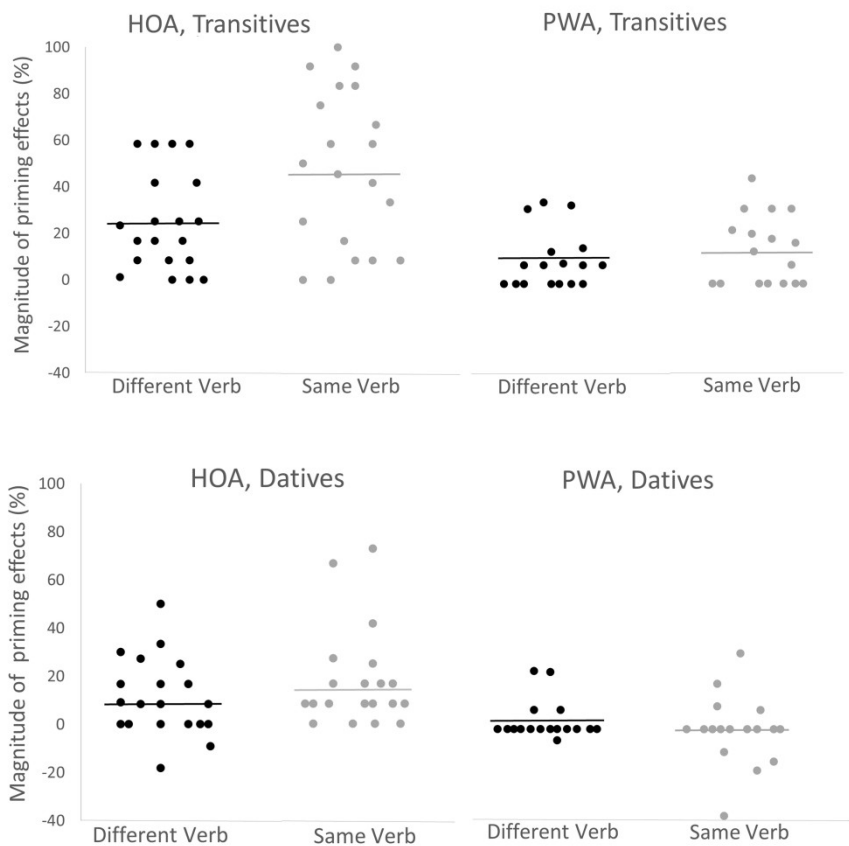 HOA, Transitives
PWA, Transitives
Magnitude of priming effects (%)
100
80
60
40
20
0
-20
-40
Different Verb
Same Verb
Different Verb
Same Verb
HOA, Datives
PWA, Datives
Magnitude of priming effects (%)
100
80
60
40
20
0
-20
-40
Different Verb
Same Verb
Different Verb
Same Verb